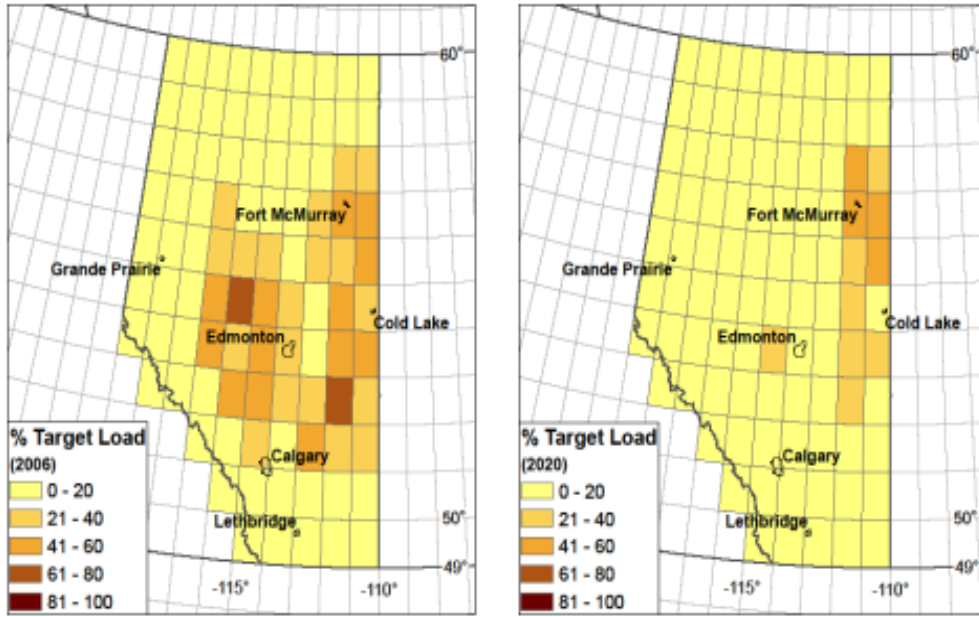 60°
Fort McMurray
Grande Prairie
Cold Lake
Edmonton
% Target Load
(2006)
0 - 20
21 - 40
41 - 60
61 - 80
81 - 100
Calgary
Lethbridge
50°
49°
-115°
-110°
60°
Fort McMurray
Grande Prairie
Cold Lake
Edmonton
% Target Load
(2020)
0 - 20
21 - 40
41 - 60
61 - 80
81 - 100
Calgary
Lethbridge
50°
49°
-115°
-110°